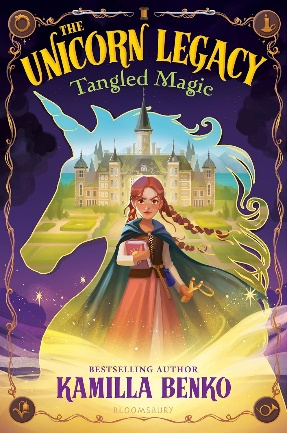 THE
UNICORN LEGACY
Tangled Magic
BESTSELLING AUTHOR
KAMILLA BENKO
BLOOMSBURY